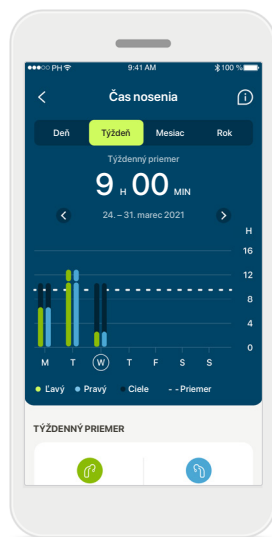 PH 9:41 AM 100 %
Čas nosenia
Deň Týždeň Mesiac Rok
Týždenný priemer
9 H 00 MIN
24. – 31. marec 2021
H
16
12
8
4
0
M T W T F S S
Ľavý Pravý Ciele - - Priemer
TÝŽDENNÝ PRIEMER